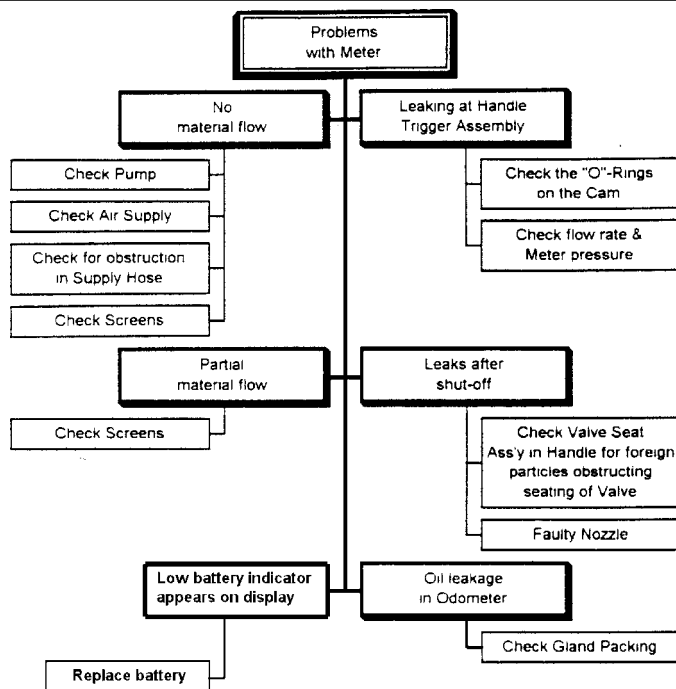 Problems
with Meter
No
material flow
Check Pump
Check Air Supply
Check for obstruction
in Supply Hose
Check Screens
Leaking at Handle
Trigger Assembly
Check the "O"-Rings
on the Cam
Check flow rate &
Meter pressure
Partial
material flow
Check Screens
Leaks after
shut-off
Check Valve Seat
Ass'y in Handle for foreign
particles obstructing
seating of Valve
Faulty Nozzle
Low battery indicator
appears on display
Replace battery
Oil leakage
in Odometer
Check Gland Packing